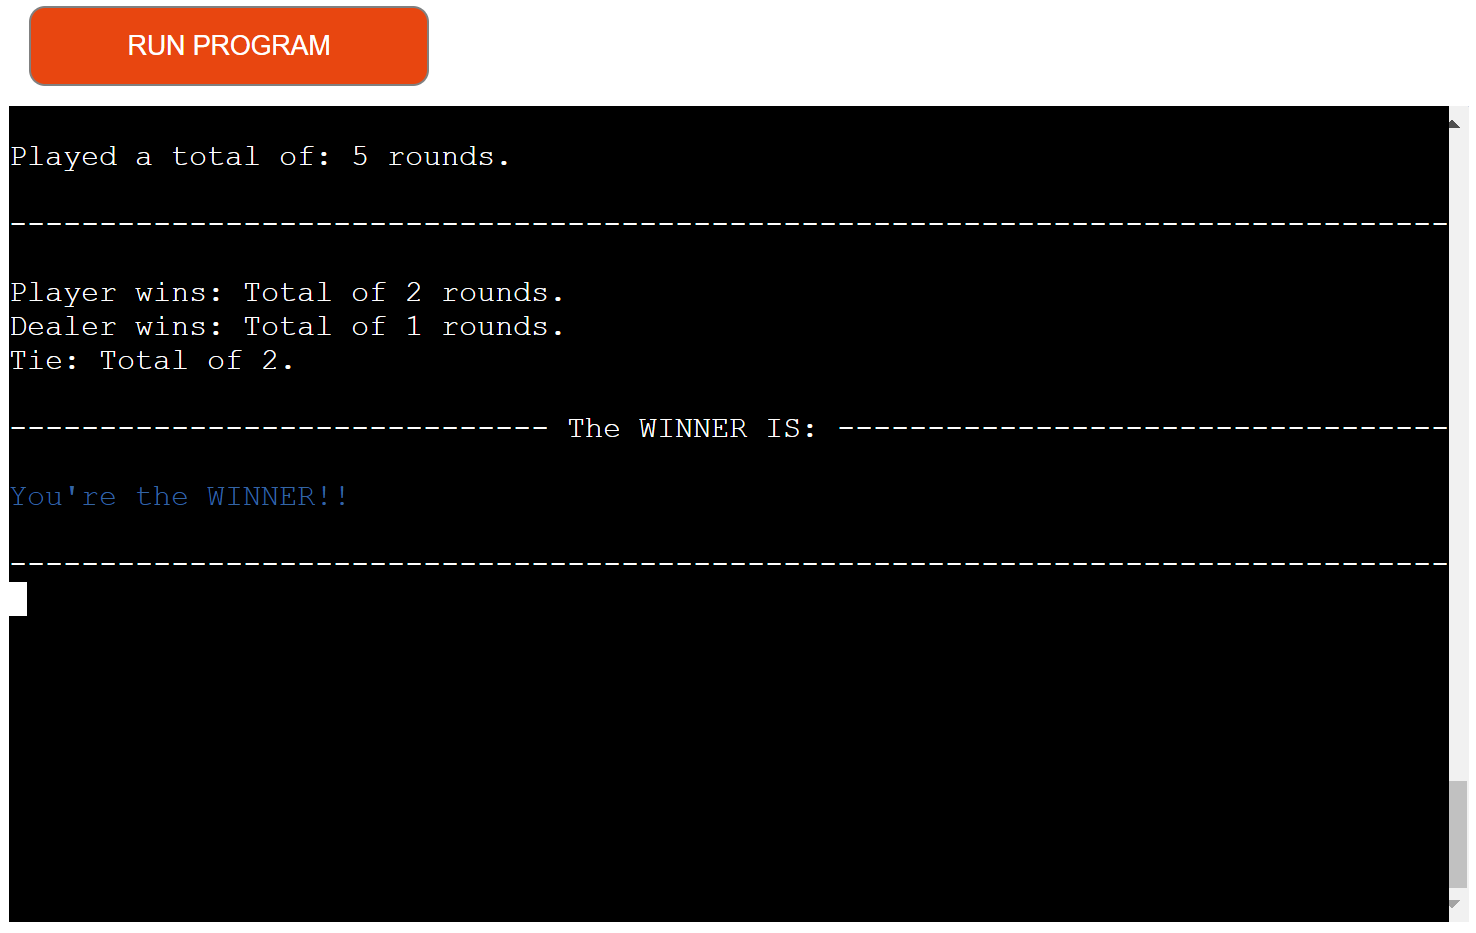 RUN PROGRAM
Played a total of: 5 rounds.
--------------------------------------------------------------------------------
Player wins: Total of 2 rounds.
Dealer wins: Total of 1 rounds.
Tie: Total of 2.
------------------------------ The WINNER IS: ----------------------------------
You're the WINNER!!
--------------------------------------------------------------------------------